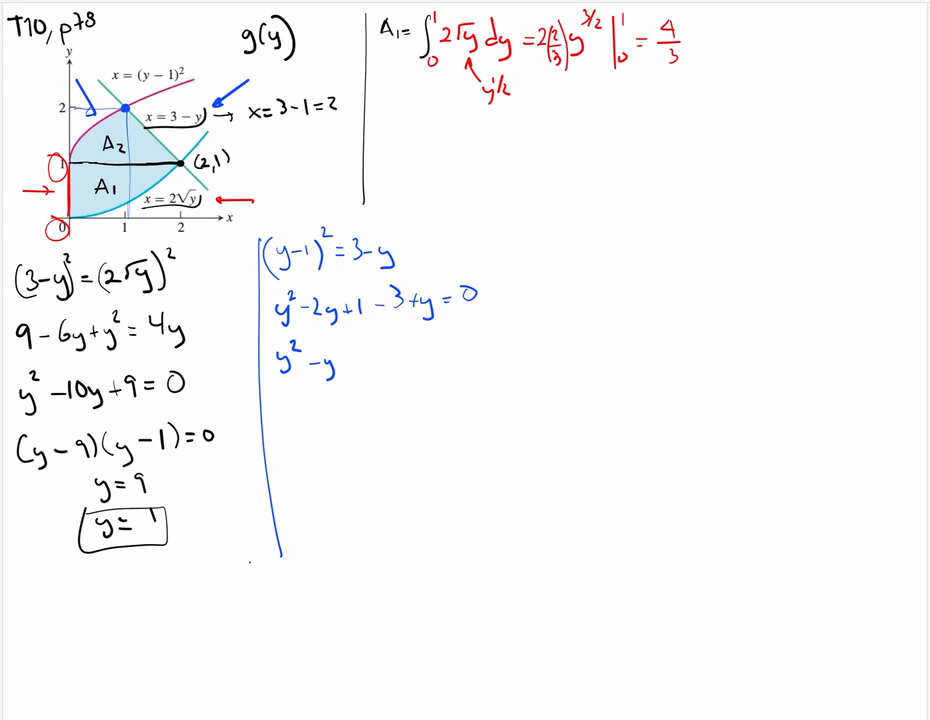 T10, p78
g(y)
y
x = (y − 1)²
2
x = 3 − y → x = 3 − 1 = 2
A₂
1
(2,1)
A₁
x = 2√y
0 1 2 x
(3 − y)² = (2√y)²
9 − 6y + y² = 4y
y² − 10y + 9 = 0
(y − 9)(y − 1) = 0
y = 9
y = 1
(y−1)² = 3 − y
y² − 2y + 1 − 3 + y = 0
y² − y
A₁ = ∫₀¹ 2√y dy = 2(2/3) y^3/2 |₀¹ = 4/3
y^1/2